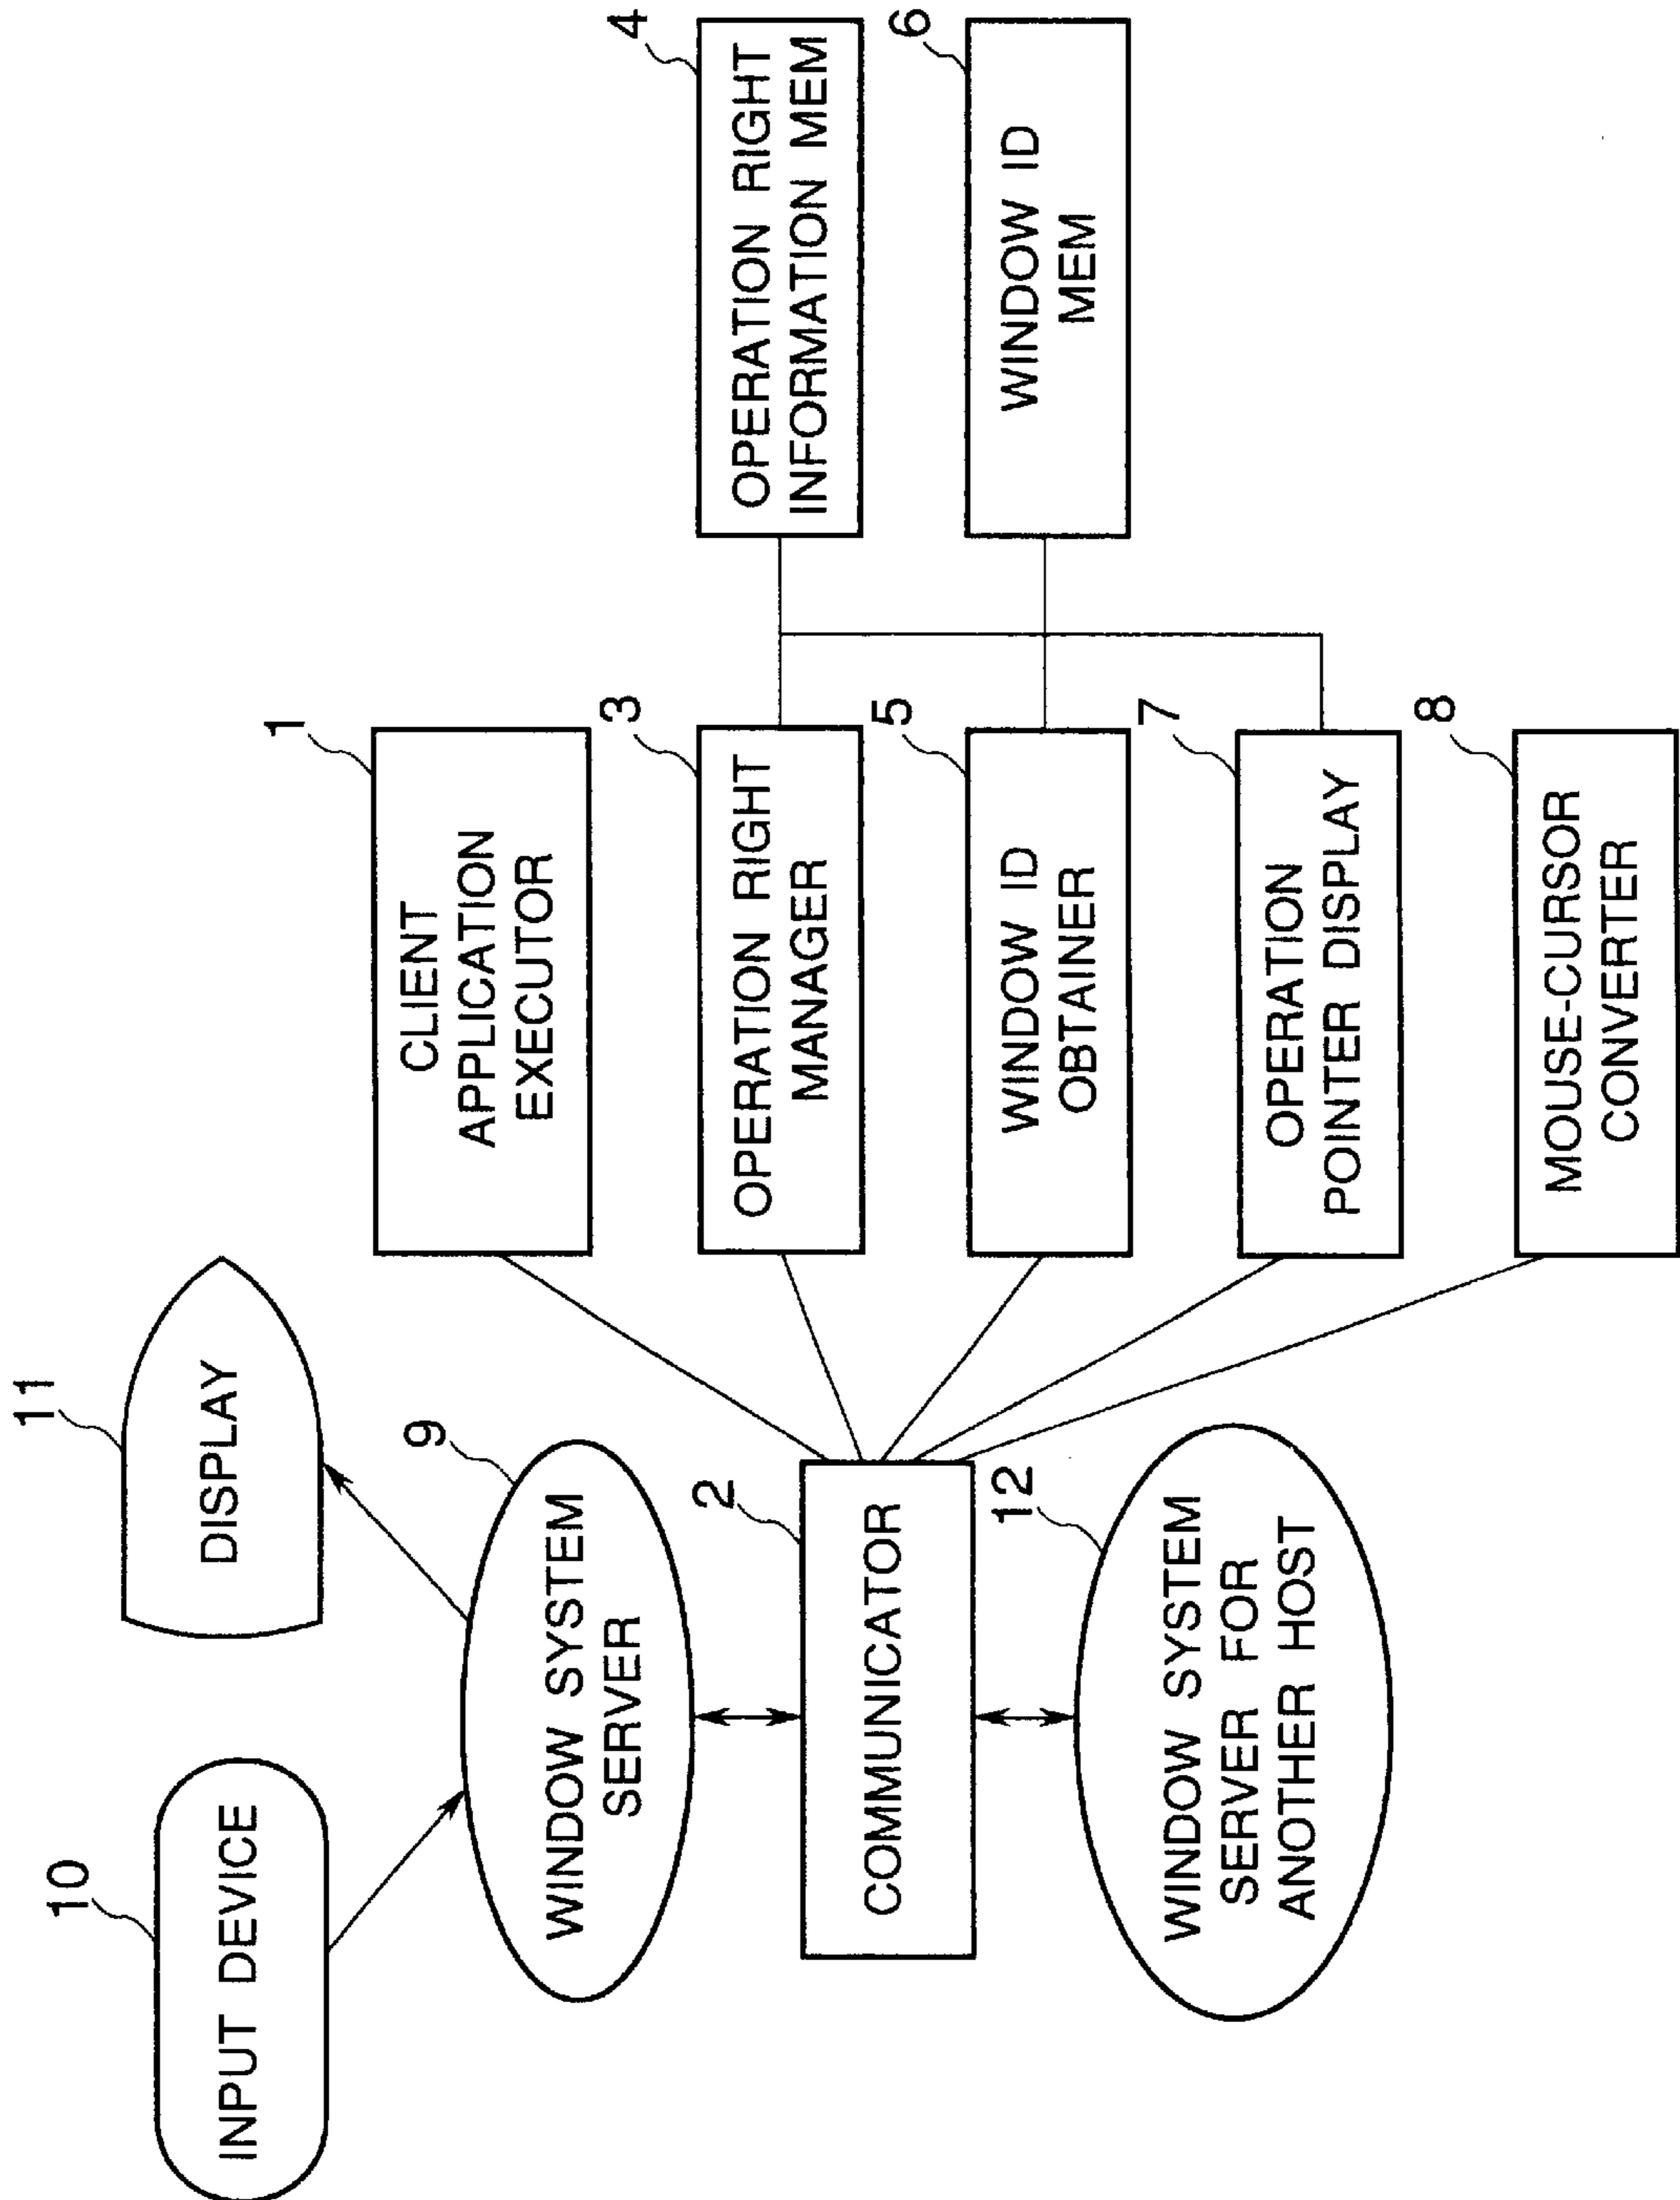 10
INPUT DEVICE
11
DISPLAY
9
WINDOW SYSTEM
SERVER
2
COMMUNICATOR
12
WINDOW SYSTEM
SERVER FOR
ANOTHER HOST
1
CLIENT
APPLICATION
EXECUTOR
3
OPERATION RIGHT
MANAGER
5
WINDOW ID
OBTAINER
7
OPERATION
POINTER DISPLAY
8
MOUSE-CURSOR
CONVERTER
4
OPERATION RIGHT
INFORMATION MEM
6
WINDOW ID
MEM